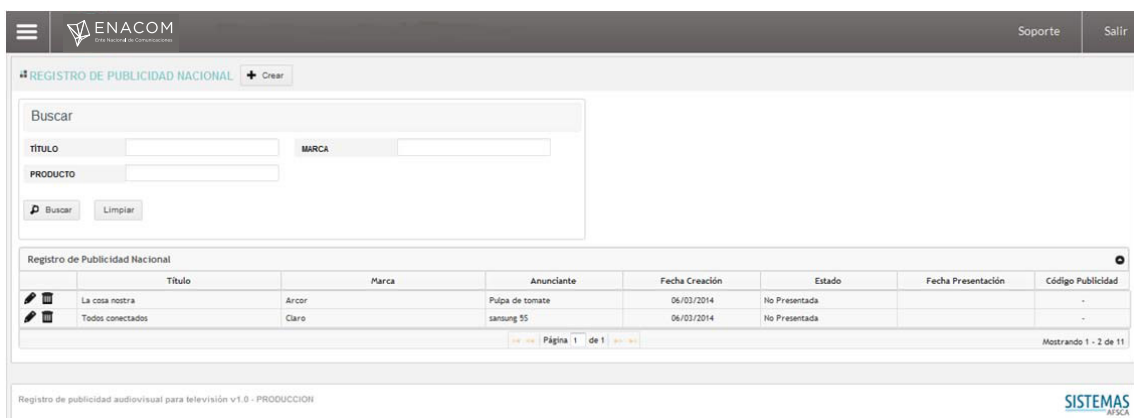 ENACOM
Ente Nacional de Comunicaciones
Soporte Salir
REGISTRO DE PUBLICIDAD NACIONAL Crear
Buscar
TÍTULO MARCA
PRODUCTO
Buscar Limpiar
Registro de Publicidad Nacional
Título Marca Anunciante Fecha Creación Estado Fecha Presentación Código Publicidad
La cosa nostra Arcor Pulpa de tomate 06/03/2014 No Presentada -
Todos conectados Claro sansung 55 06/03/2014 No Presentada -
Página 1 de 1 Mostrando 1 - 2 de 11
Registro de publicidad audiovisual para televisión v1.0 - PRODUCCION
SISTEMAS
AFSCA